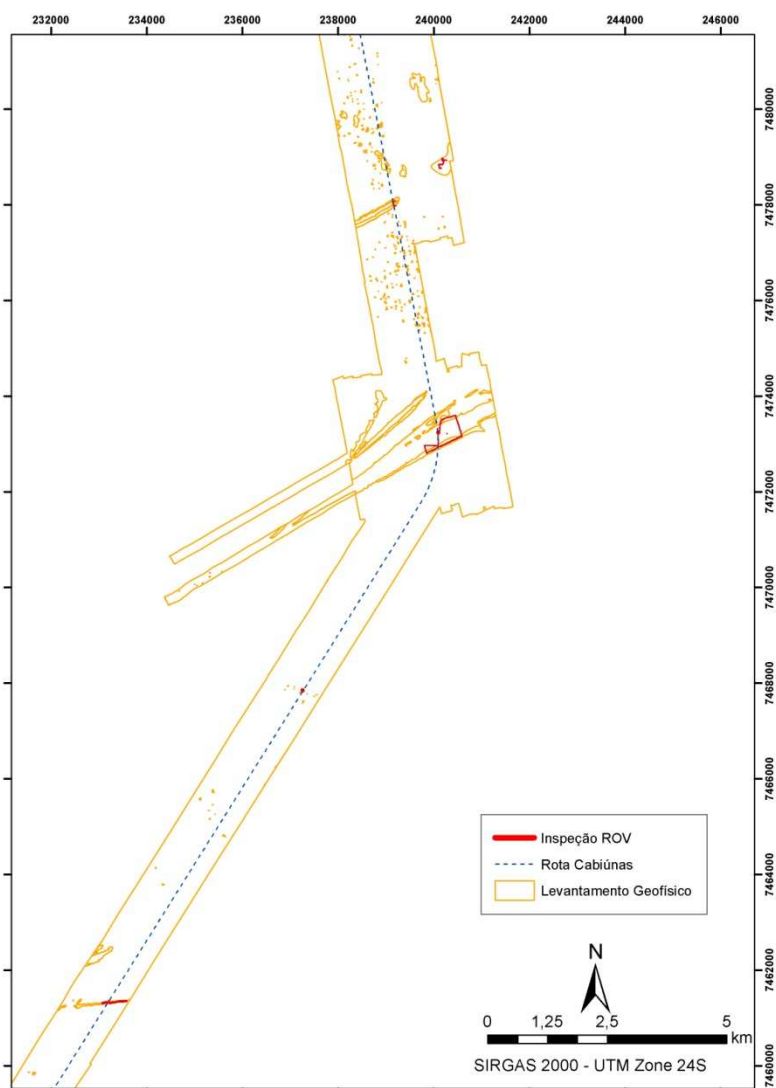 232000 234000 236000 238000 240000 242000 244000 246000
7480000
7478000
7476000
7474000
7472000
7470000
7468000
7466000
7464000
7462000
7460000
Inspeção ROV
Rota Cabiúnas
Levantamento Geofísico
N
0 1,25 2,5 5
km
SIRGAS 2000 - UTM Zone 24S